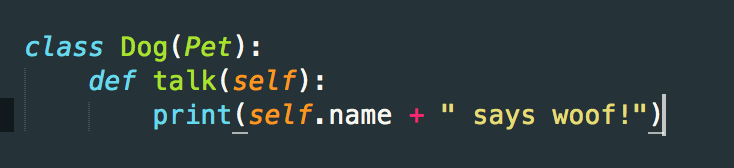 class Dog(Pet):
    def talk(self):
        print(self.name + " says woof!")